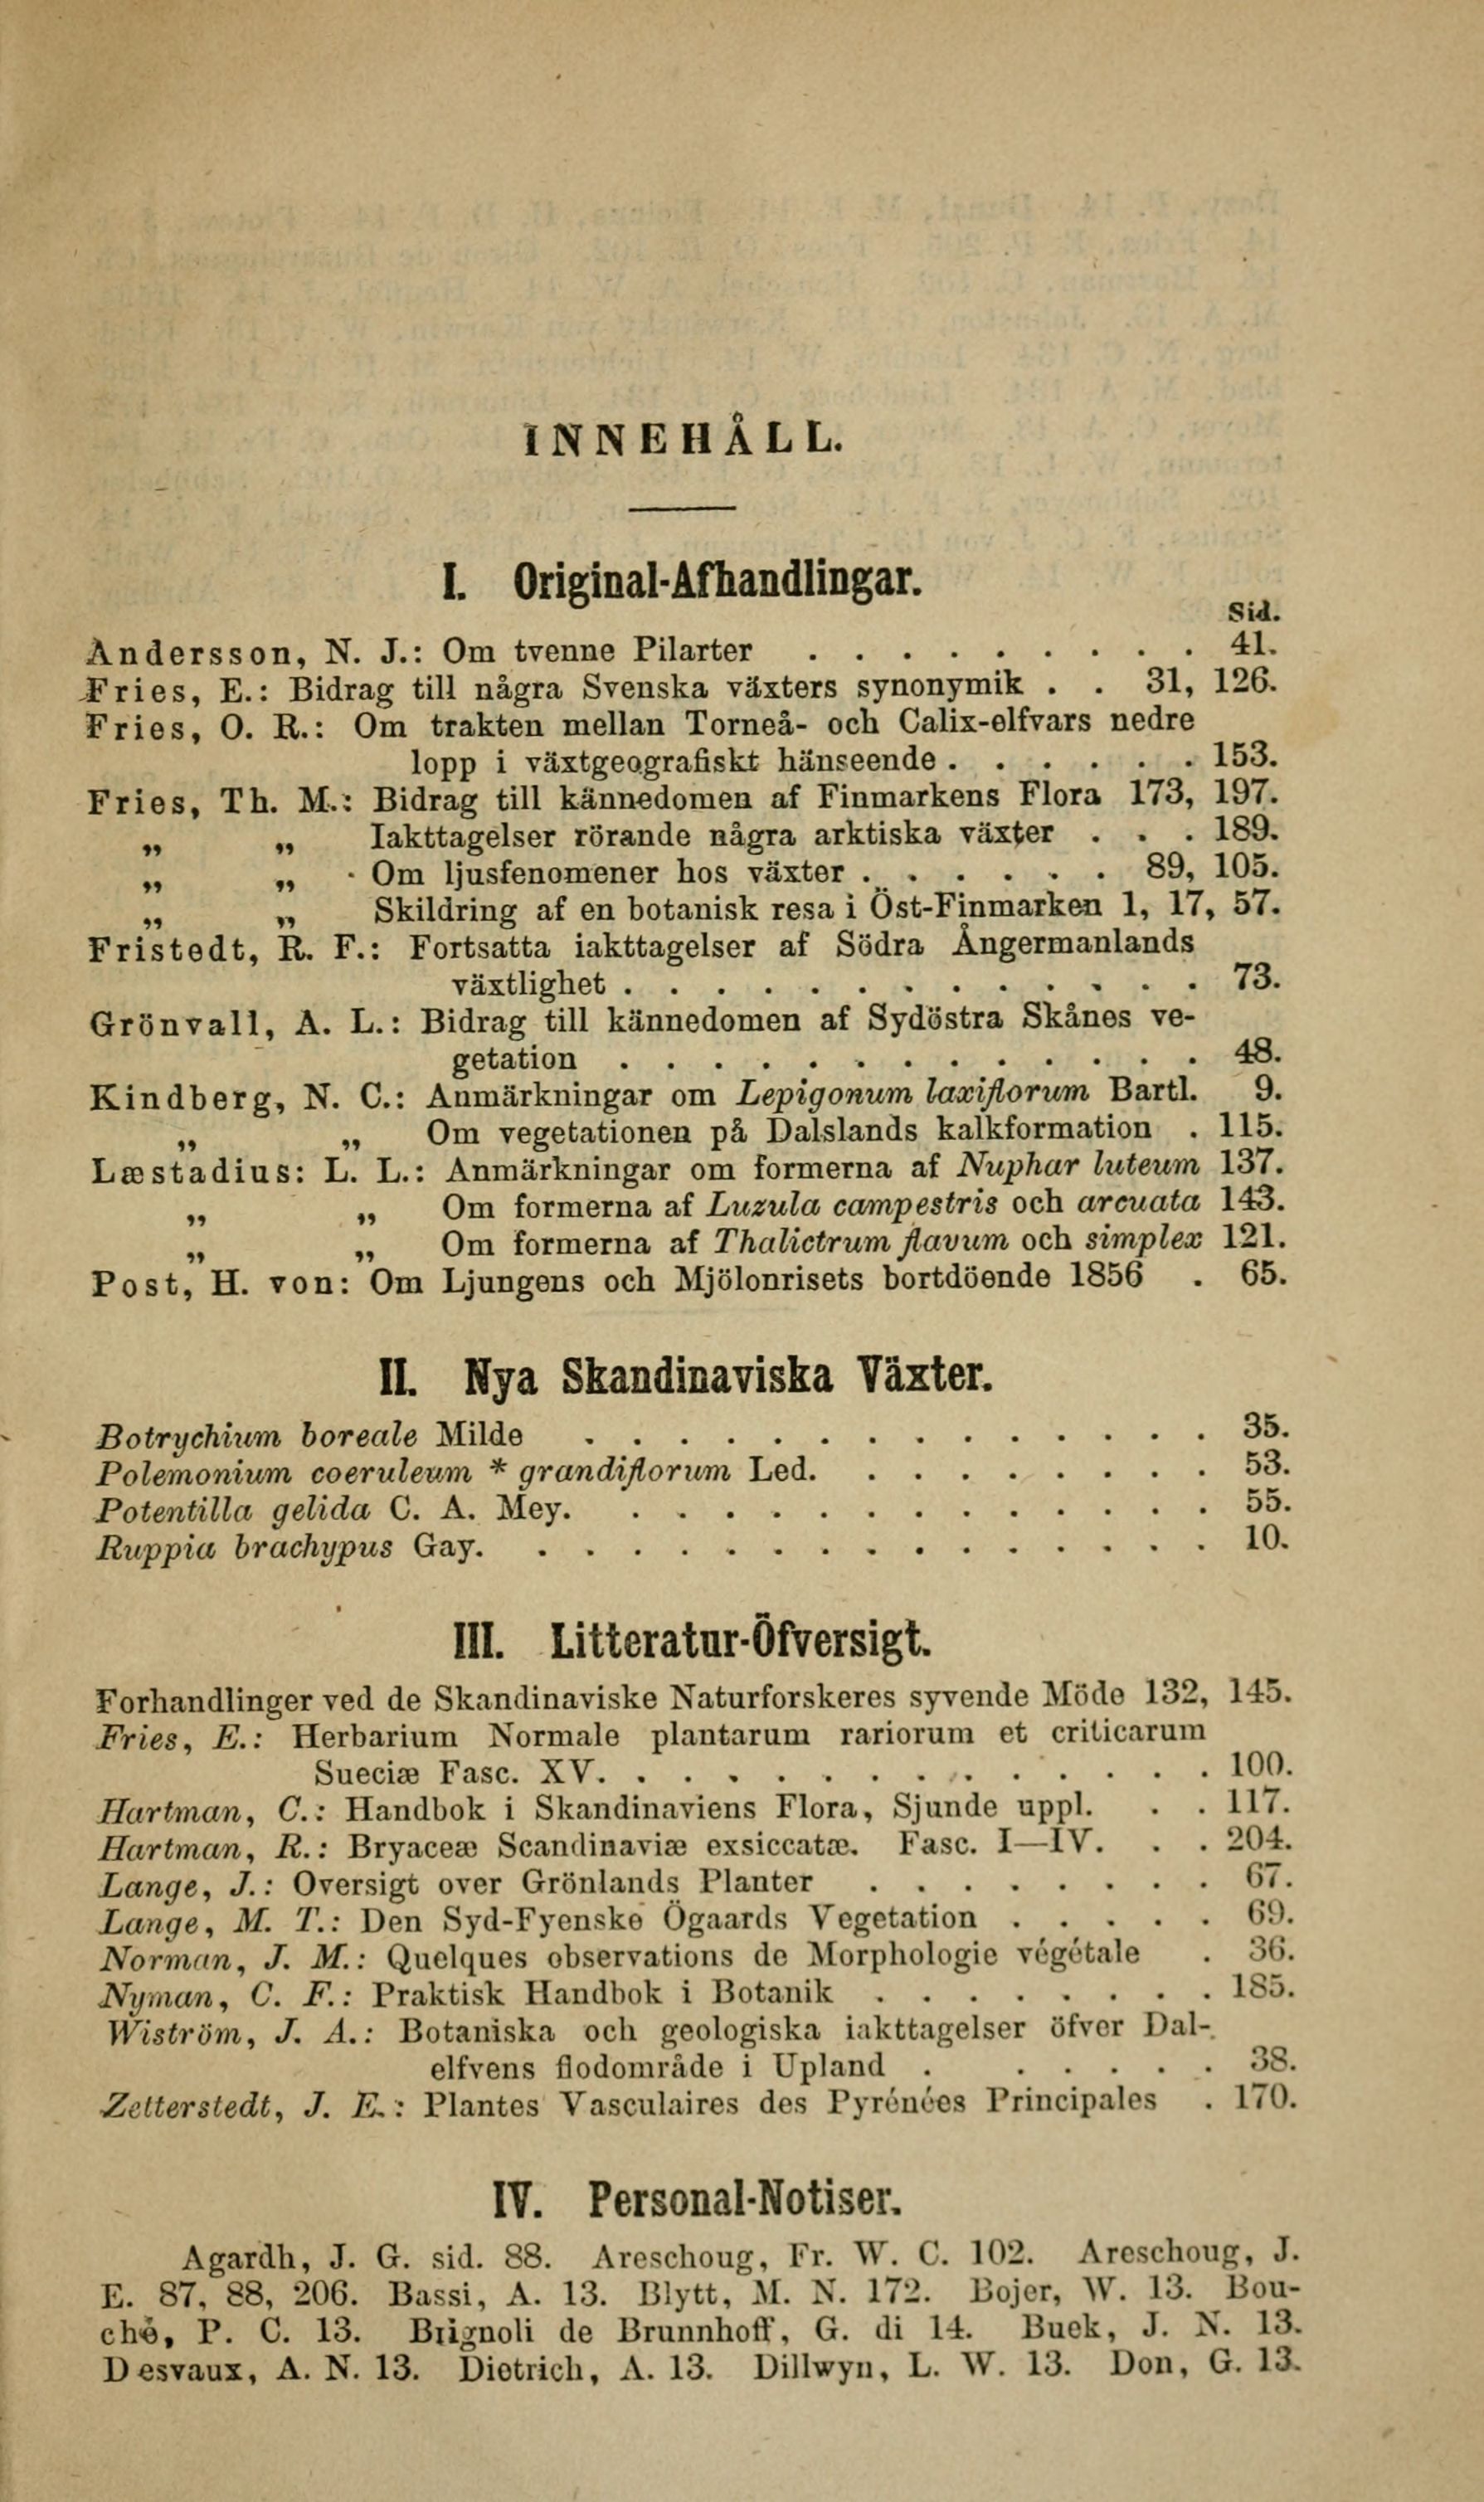 INNEHÅLL.
I. Original-Afhandlingar.
Sid.
Andersson, N. J.: Om tvenne Pilarter . . . . . . . . . 41.
Fries, E.: Bidrag till några Svenska växters synonymik . . 31, 126.
Fries, O. R.: Om trakten mellan Torneå- och Calix-elfvars nedre
lopp i växtgeografiskt hänseende . . . . . . 153.
Fries, Th. M.: Bidrag till kännedomen af Finmarkens Flora 173, 197.
„ „ Iakttagelser rörande några arktiska växter . . . 189.
„ „ Om ljusfenomener hos växter . . . . . . 89, 105.
„ „ Skildring af en botanisk resa i Öst-Finmarken 1, 17, 57.
Fristedt, R. F.: Fortsatta iakttagelser af Södra Ångermanlands
växtlighet . . . . . . . . . . . . . 73.
Grönvall, A. L.: Bidrag till kännedomen af Sydöstra Skånes ve-
getation . . . . . . . . . . . . . 48.
Kindberg, N. C.: Anmärkningar om Lepigonum laxiflorum Bartl. 9.
„ „ Om vegetationen på Dalslands kalkformation . 115.
Læstadius: L. L.: Anmärkningar om formerna af Nuphar luteum 137.
„ „ Om formerna af Luzula campestris och arcuata 143.
„ „ Om formerna af Thalictrum flavum och simplex 121.
Post, H. von: Om Ljungens och Mjölonrisets bortdöende 1856 . 65.
II. Nya Skandinaviska Växter.
Botrychium boreale Milde . . . . . . . . . . . . . . 35.
Polemonium coeruleum * grandiflorum Led. . . . . . . . . 53.
Potentilla gelida C. A. Mey. . . . . . . . . . . . . . 55.
Ruppia brachypus Gay. . . . . . . . . . . . . . . . 10.
III. Litteratur-Öfversigt.
Forhandlinger ved de Skandinaviske Naturforskeres syvende Möde 132, 145.
Fries, E.: Herbarium Normale plantarum rariorum et criticarum
Sueciæ Fasc. XV. . . . . . . . . . . . . . 100.
Hartman, C.: Handbok i Skandinaviens Flora, Sjunde uppl. . . 117.
Hartman, R.: Bryaceæ Scandinaviæ exsiccatæ. Fasc. I—IV. . . 204.
Lange, J.: Oversigt over Grönlands Planter . . . . . . . . 67.
Lange, M. T.: Den Syd-Fyenske Ögaards Vegetation . . . . . 69.
Norman, J. M.: Quelques observations de Morphologie végétale . 36.
Nyman, C. F.: Praktisk Handbok i Botanik . . . . . . . . 185.
Wiström, J. A.: Botaniska och geologiska iakttagelser öfver Dal-
elfvens flodområde i Upland . . . . . . 38.
Zetterstedt, J. E.: Plantes Vasculaires des Pyrénées Principales . 170.
IV. Personal-Notiser.
Agardh, J. G. sid. 88. Areschoug, Fr. W. C. 102. Areschoug, J.
E. 87, 88, 206. Bassi, A. 13. Blytt, M. N. 172. Bojer, W. 13. Bou-
ché, P. C. 13. Brignoli de Brunnhoff, G. di 14. Buek, J. N. 13.
Desvaux, A. N. 13. Dietrich, A. 13. Dillwyn, L. W. 13. Don, G. 13.